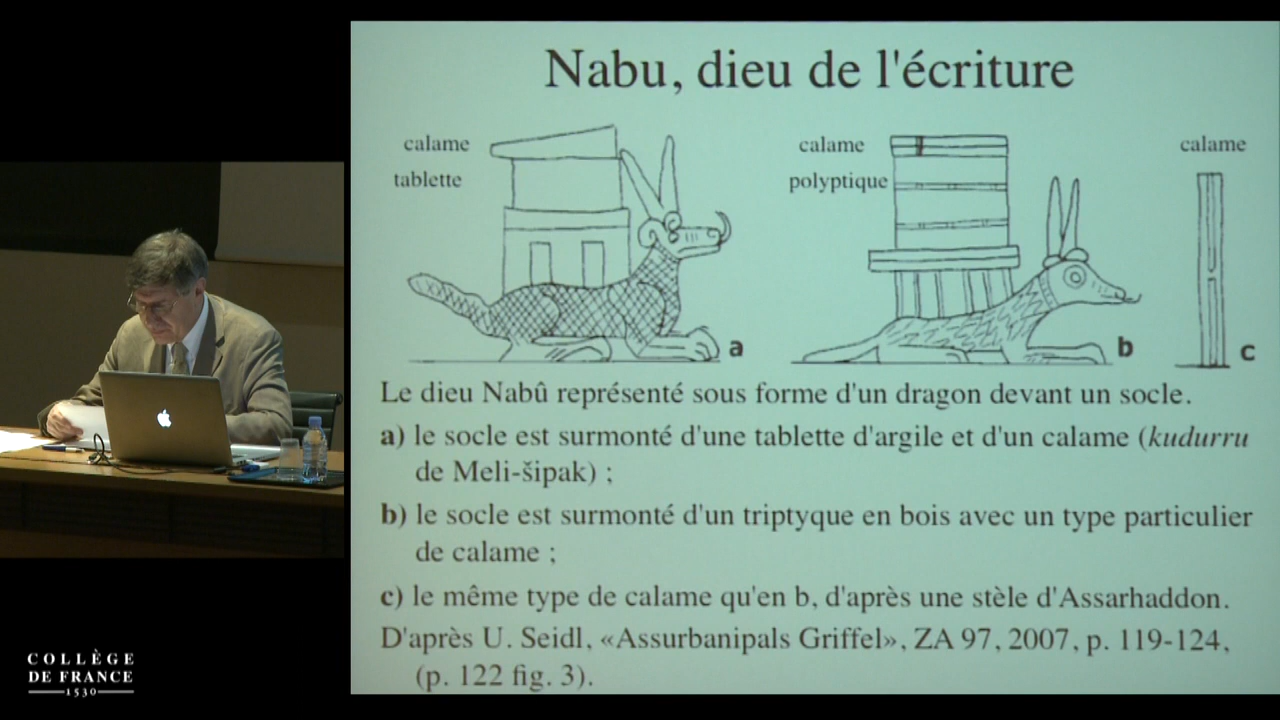 Nabu, dieu de l'écriture
calame
tablette
calame
polyptique
calame
a
b
c
Le dieu Nabû représenté sous forme d'un dragon devant un socle.
a) le socle est surmonté d'une tablette d'argile et d'un calame (kudurru
de Meli-šipak) ;
b) le socle est surmonté d'un triptyque en bois avec un type particulier
de calame ;
c) le même type de calame qu'en b, d'après une stèle d'Assarhaddon.
D'après U. Seidl, «Assurbanipals Griffel», ZA 97, 2007, p. 119-124,
(p. 122 fig. 3).
COLLÈGE
DE FRANCE
1530